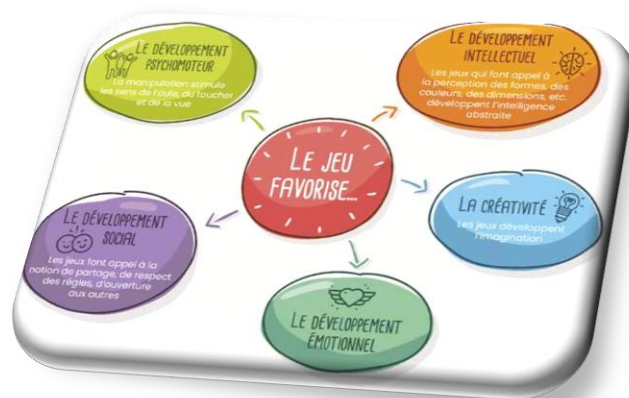 LE DÉVELOPPEMENT
PSYCHOMOTEUR
La manipulation stimule
les sens de l'ouïe, du toucher
et de la vue
LE DÉVELOPPEMENT
INTELLECTUEL
Les jeux qui font appel à
la perception des formes, des
couleurs, des dimensions, etc.
développent l'intelligence
abstraite
LE JEU
FAVORISE...
LE DÉVELOPPEMENT
SOCIAL
Les jeux font appel à la
notion de partage, de respect
des règles, d'ouverture
aux autres
LA CRÉATIVITÉ
Les jeux développent
l'imagination
LE DÉVELOPPEMENT
ÉMOTIONNEL